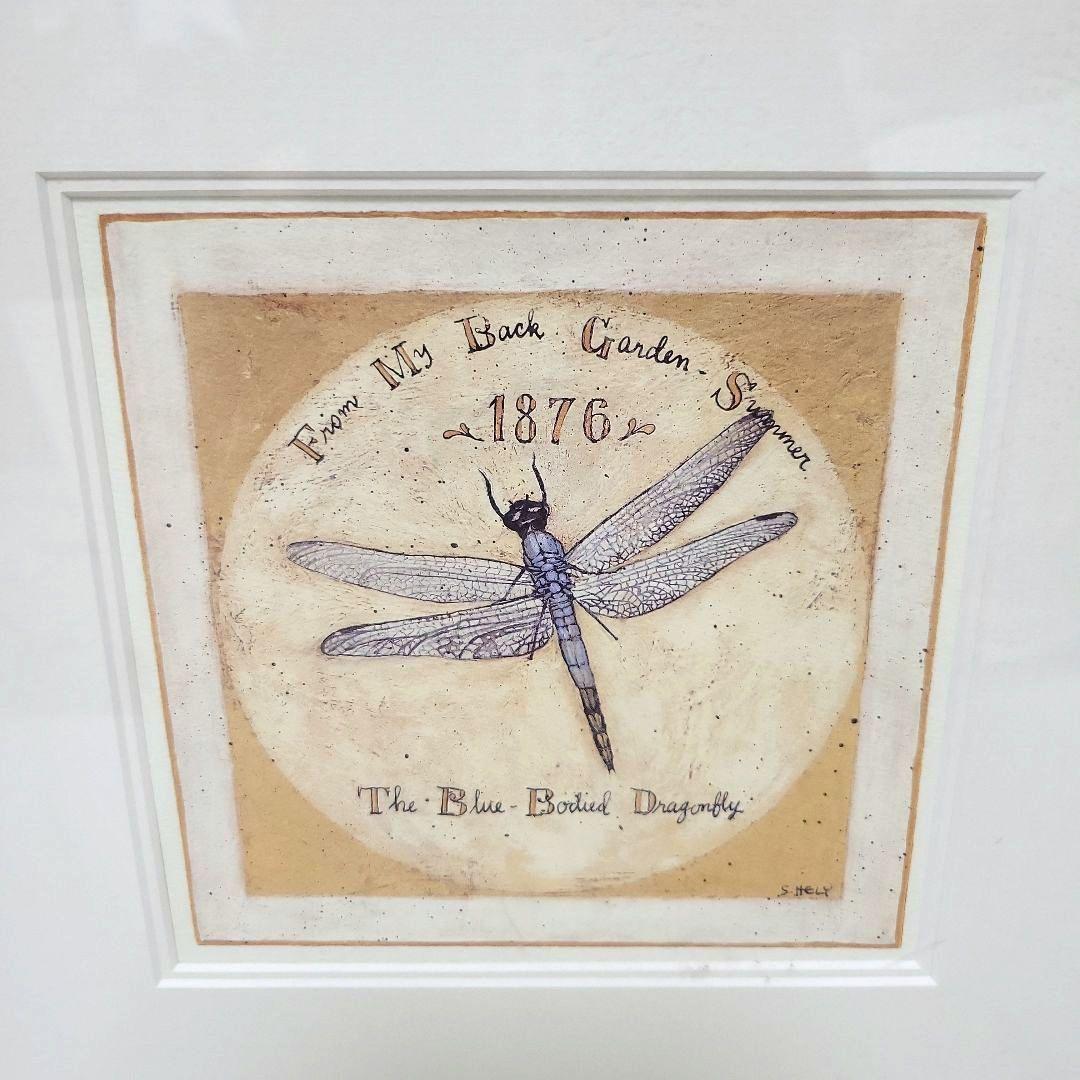 From My Back Garden - Summer
1876
The Blue - Bodied Dragonfly
S. HELY